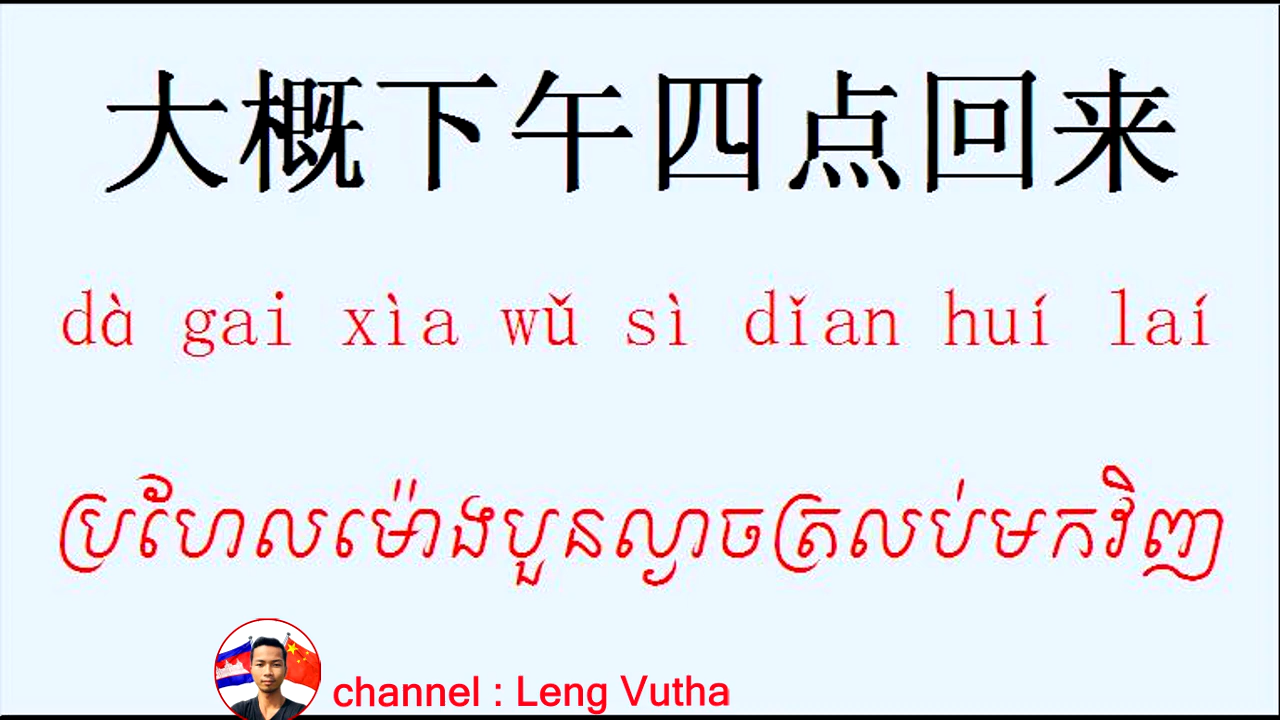 大概下午四点回来
dà gai xìa wǔ sì dǐan huí laí
ប្រហែលម៉ោងបួនល្ងាចត្រលប់មកវិញ
channel : Leng Vutha